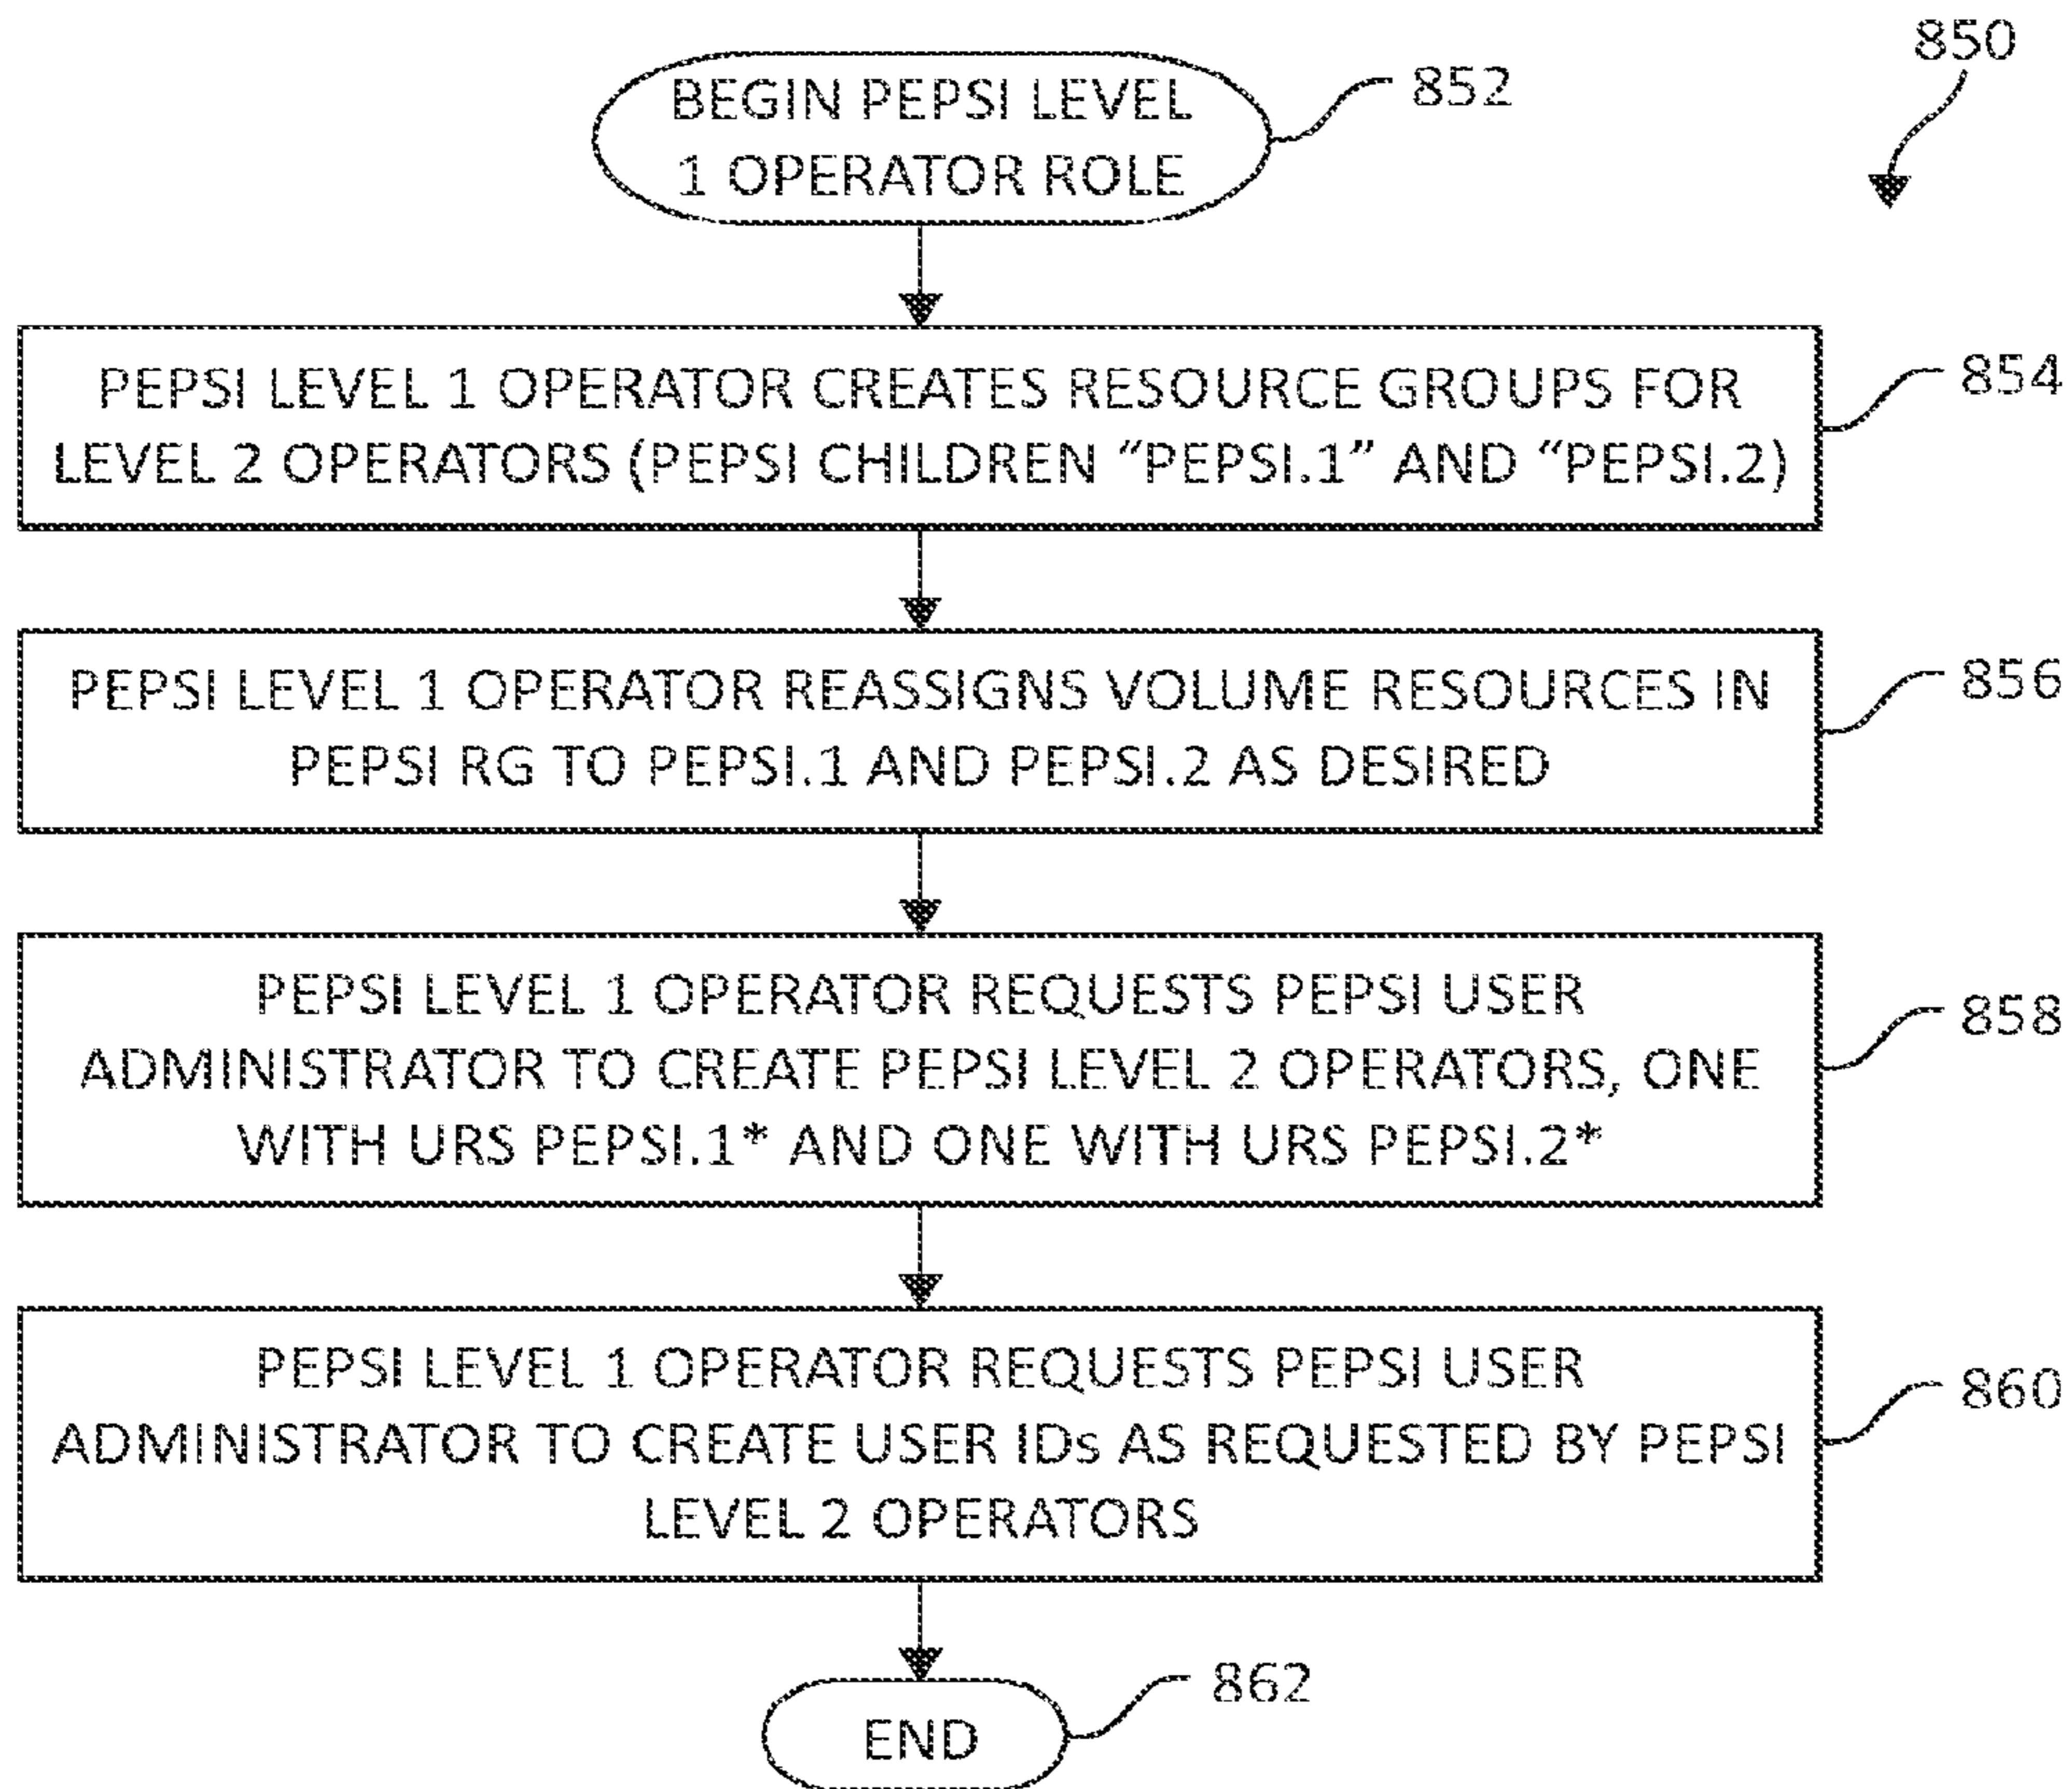 850
BEGIN PEPSI LEVEL
1 OPERATOR ROLE
852
PEPSI LEVEL 1 OPERATOR CREATES RESOURCE GROUPS FOR
LEVEL 2 OPERATORS (PEPSI CHILDREN “PEPSI.1” AND “PEPSI.2)
854
PEPSI LEVEL 1 OPERATOR REASSIGNS VOLUME RESOURCES IN
PEPSI RG TO PEPSI.1 AND PEPSI.2 AS DESIRED
856
PEPSI LEVEL 1 OPERATOR REQUESTS PEPSI USER
ADMINISTRATOR TO CREATE PEPSI LEVEL 2 OPERATORS, ONE
WITH URS PEPSI.1* AND ONE WITH URS PEPSI.2*
858
PEPSI LEVEL 1 OPERATOR REQUESTS PEPSI USER
ADMINISTRATOR TO CREATE USER IDs AS REQUESTED BY PEPSI
LEVEL 2 OPERATORS
860
END
862